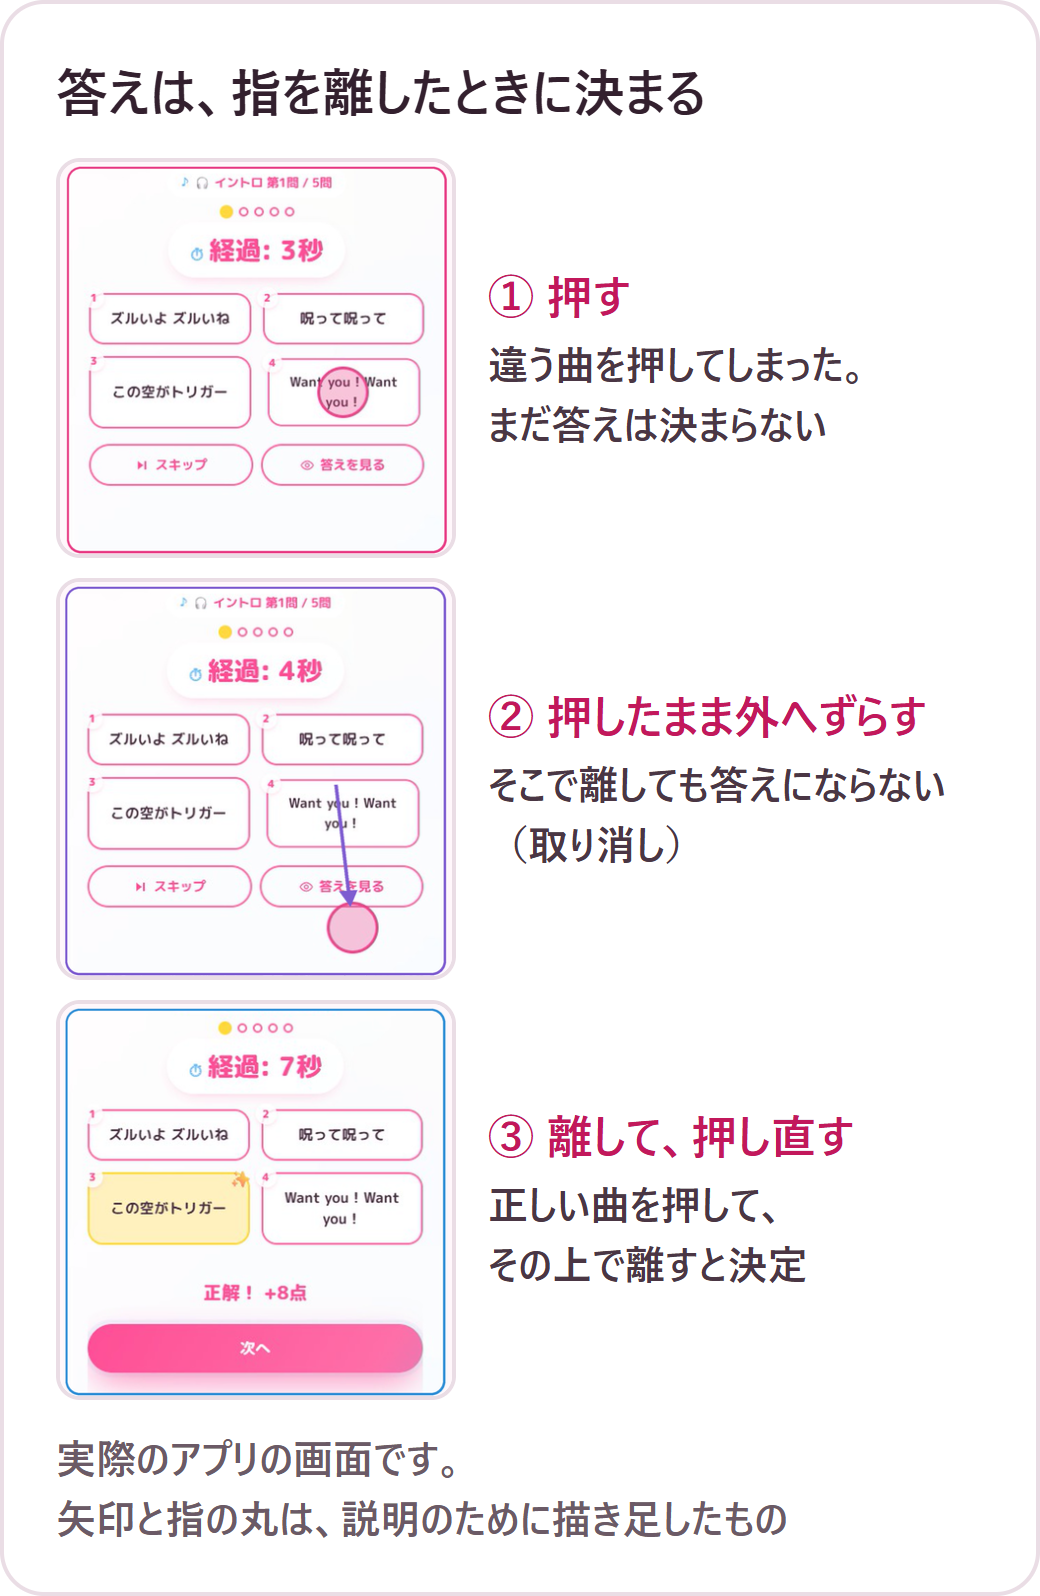 答えは、指を離したときに決まる
♪ 🎧 イントロ 第1問 / 5問
⏱ 経過: 3秒
1 ズルいよ ズルいね
2 呪って呪って
3 この空がトリガー
4 Want you ! Want
you !
スキップ
答えを見る
① 押す
違う曲を押してしまった。
まだ答えは決まらない
♪ 🎧 イントロ 第1問 / 5問
⏱ 経過: 4秒
1 ズルいよ ズルいね
2 呪って呪って
3 この空がトリガー
4 Want you ! Want
you !
スキップ
答えを見る
② 押したまま外へずらす
そこで離しても答えにならない
（取り消し）
⏱ 経過: 7秒
1 ズルいよ ズルいね
2 呪って呪って
3 この空がトリガー
4 Want you ! Want
you !
正解！ +8点
次へ
③ 離して、押し直す
正しい曲を押して、
その上で離すと決定
実際のアプリの画面です。
矢印と指の丸は、説明のために描き足したもの